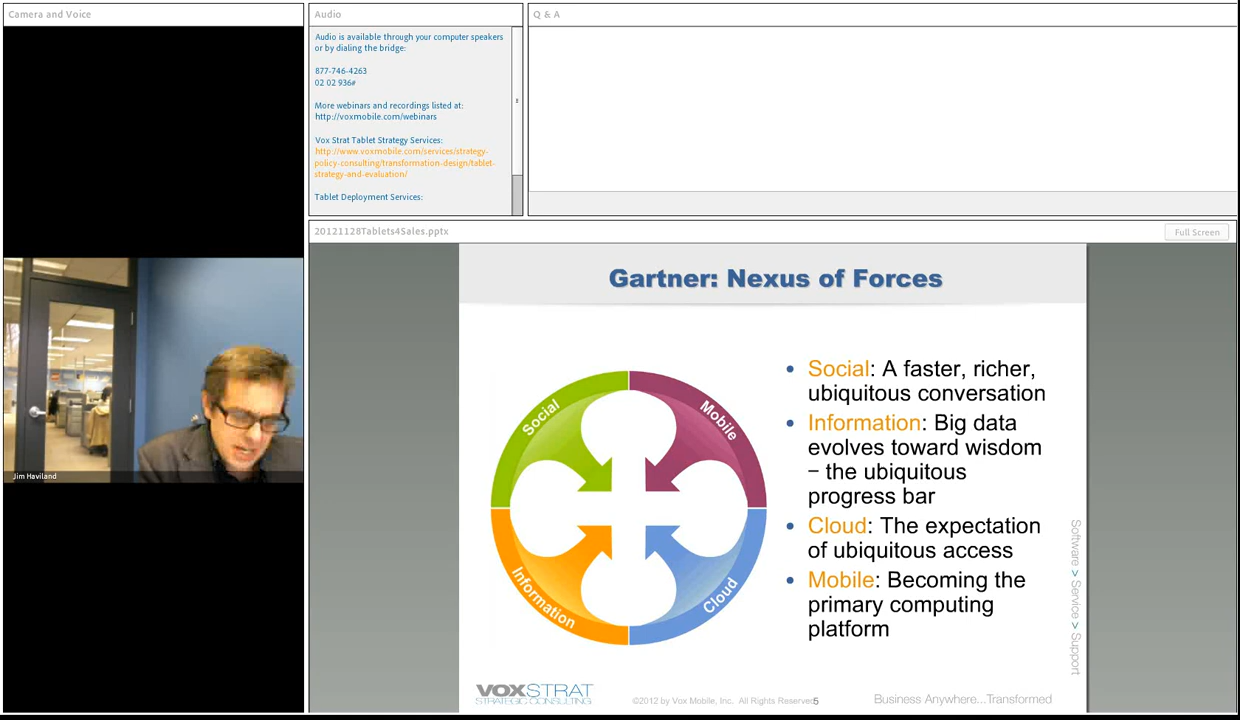 Camera and Voice
Audio
Q & A
Audio is available through your computer speakers
or by dialing the bridge:
877-746-4263
02 02 936#
More webinars and recordings listed at:
http://voxmobile.com/webinars
Vox Strat Tablet Strategy Services:
http://www.voxmobile.com/services/strategy-
policy-consulting/transformation-design/tablet-
strategy-and-evaluation/
Tablet Deployment Services:
20121128Tablets4Sales.pptx
Full Screen
Gartner: Nexus of Forces
Social
Mobile
Information
Cloud
• Social: A faster, richer,
ubiquitous conversation
• Information: Big data
evolves toward wisdom
– the ubiquitous
progress bar
• Cloud: The expectation
of ubiquitous access
• Mobile: Becoming the
primary computing
platform
Software > Service > Support
Jim Haviland
VOXSTRAT
STRATEGIC CONSULTING
©2012 by Vox Mobile, Inc. All Rights Reserved
5
Business Anywhere...Transformed